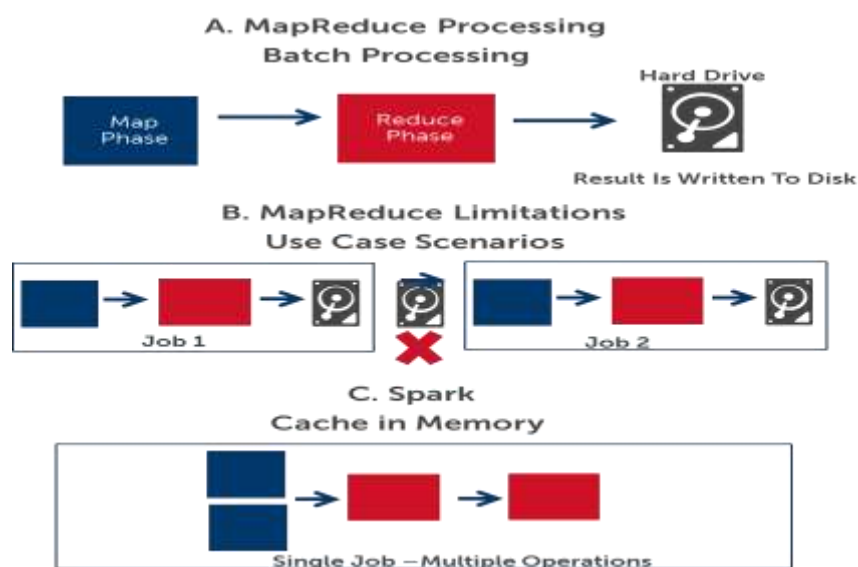 A. MapReduce Processing
Batch Processing
Hard Drive
Map
Phase
Reduce
Phase
Result Is Written To Disk
B. MapReduce Limitations
Use Case Scenarios
Job 1
Job 2
C. Spark
Cache in Memory
Single Job – Multiple Operations